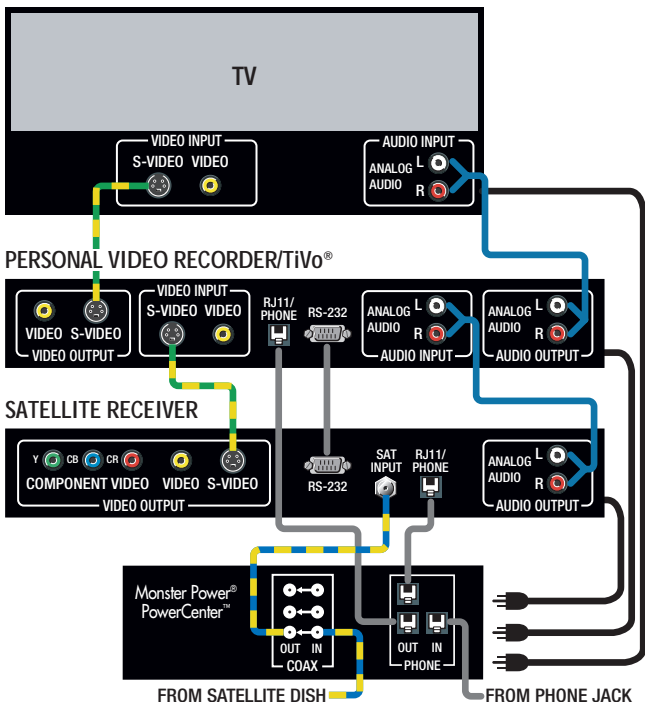 TV
VIDEO INPUT
S-VIDEO VIDEO
AUDIO INPUT
ANALOG AUDIO
L
R
PERSONAL VIDEO RECORDER/TiVo®
VIDEO S-VIDEO
VIDEO OUTPUT
VIDEO INPUT
S-VIDEO VIDEO
RJ11/ PHONE
RS-232
ANALOG AUDIO
L
R
AUDIO INPUT
ANALOG AUDIO
L
R
AUDIO OUTPUT
SATELLITE RECEIVER
Y CB CR
COMPONENT VIDEO VIDEO S-VIDEO
VIDEO OUTPUT
RS-232
SAT INPUT
RJ11/ PHONE
ANALOG AUDIO
L
R
AUDIO OUTPUT
Monster Power®
PowerCenter™
OUT IN
COAX
OUT IN
PHONE
FROM SATELLITE DISH
FROM PHONE JACK